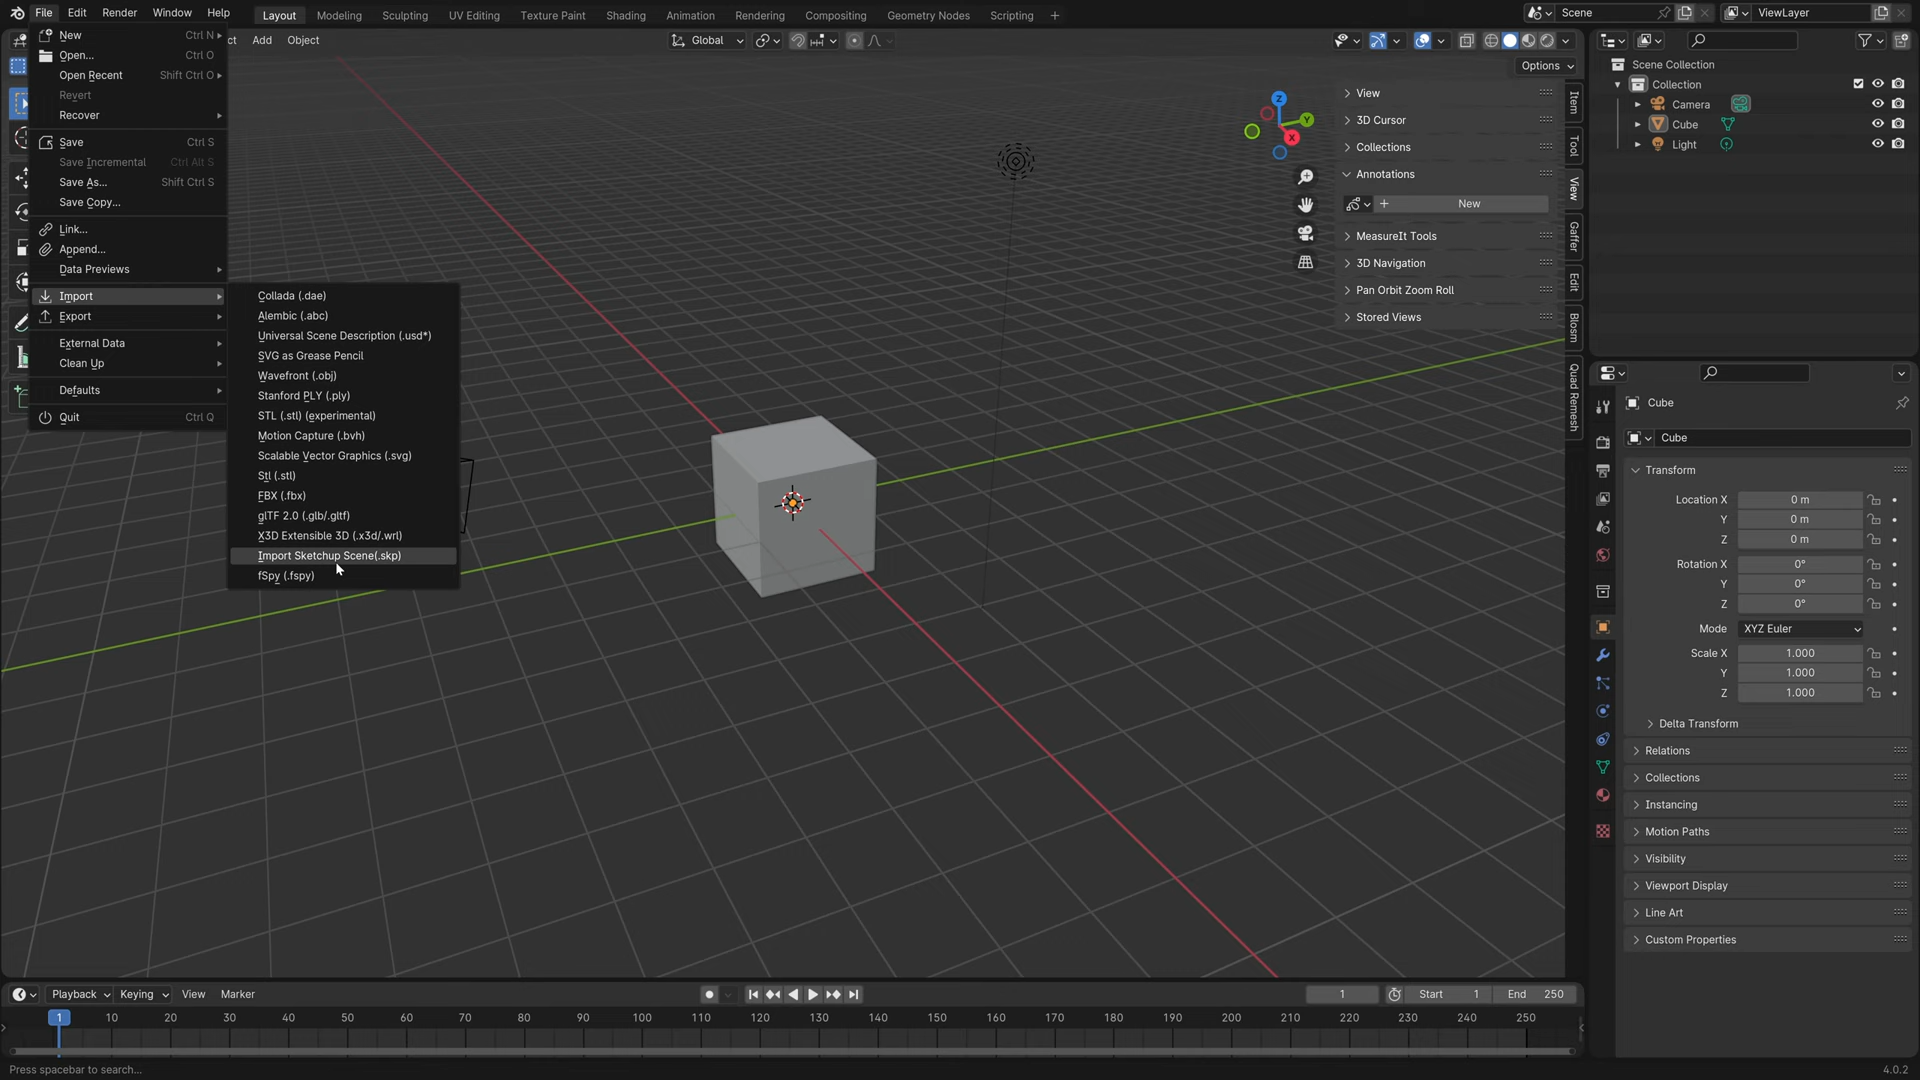 File Edit Render Window Help Layout Modeling Sculpting UV Editing Texture Paint Shading Animation Rendering Compositing Geometry Nodes Scripting + Scene ViewLayer
ct Add Object Global
Options
New Ctrl N
Open... Ctrl O
Open Recent Shift Ctrl O
Revert
Recover
Save Ctrl S
Save Incremental Ctrl Alt S
Save As... Shift Ctrl S
Save Copy...
Link...
Append...
Data Previews
Import
Export
External Data
Clean Up
Defaults
Quit Ctrl Q
Collada (.dae)
Alembic (.abc)
Universal Scene Description (.usd*)
SVG as Grease Pencil
Wavefront (.obj)
Stanford PLY (.ply)
STL (.stl) (experimental)
Motion Capture (.bvh)
Scalable Vector Graphics (.svg)
Stl (.stl)
FBX (.fbx)
glTF 2.0 (.glb/.gltf)
X3D Extensible 3D (.x3d/.wrl)
Import Sketchup Scene(.skp)
fSpy (.fspy)
Z
Y
X
View
3D Cursor
Collections
Annotations
+ New
MeasureIt Tools
3D Navigation
Pan Orbit Zoom Roll
Stored Views
Item
Tool
View
Gaffer
Edit
Blosm
Quad Remesh
Scene Collection
Collection
Camera
Cube
Light
Cube
Cube
Transform
Location X 0 m
Y 0 m
Z 0 m
Rotation X 0°
Y 0°
Z 0°
Mode XYZ Euler
Scale X 1.000
Y 1.000
Z 1.000
Delta Transform
Relations
Collections
Instancing
Motion Paths
Visibility
Viewport Display
Line Art
Custom Properties
Playback Keying View Marker 1 Start 1 End 250
1 10 20 30 40 50 60 70 80 90 100 110 120 130 140 150 160 170 180 190 200 210 220 230 240 250
Press spacebar to search... 4.0.2